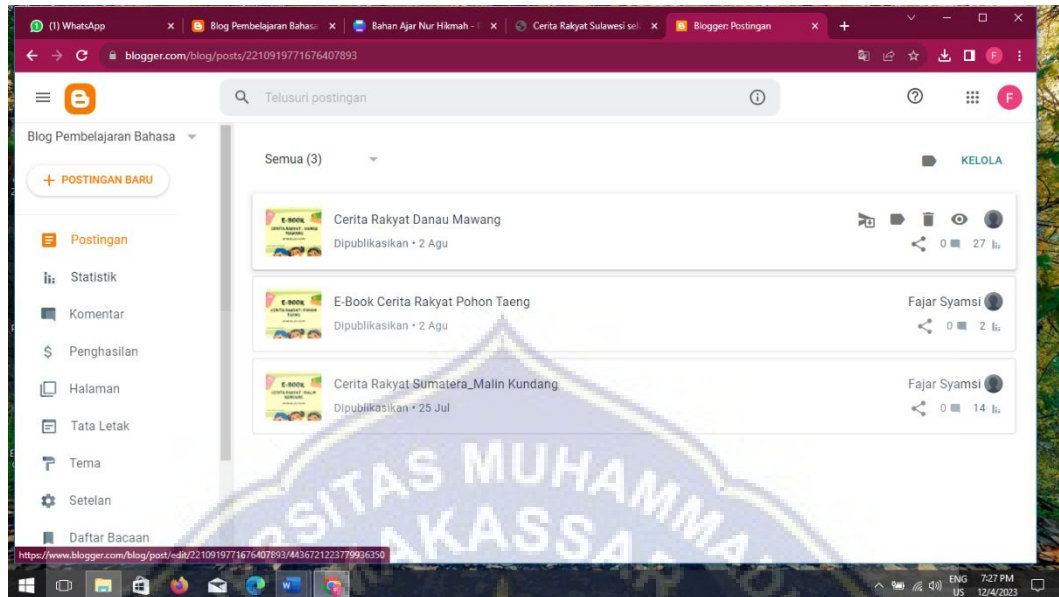 (1) WhatsApp
Blog Pembelajaran Bahasa
Bahan Ajar Nur Hikmah -
Cerita Rakyat Sulawesi sel
Blogger: Postingan
blogger.com/blog/posts/2210919771676407893
Telusuri postingan
F
Blog Pembelajaran Bahasa
Semua (3)
KELOLA
+ POSTINGAN BARU
E-BOOK
Cerita Rakyat Danau Mawang
Dipublikasikan • 2 Agu
0 27
Postingan
Statistik
E-BOOK
E-Book Cerita Rakyat Pohon Taeng
Fajar Syamsi
Komentar
Dipublikasikan • 2 Agu
0 2
$ Penghasilan
E-BOOK
Cerita Rakyat Sumatera_Malin Kundang
Fajar Syamsi
Halaman
Dipublikasikan • 25 Jul
0 14
Tata Letak
Tema
Setelan
Daftar Bacaan
SITAS MUHAMMA
AKASSA
https://www.blogger.com/blog/post/edit/2210919771676407893/4436721223779936350
ENG 7:27 PM
US 12/4/2023